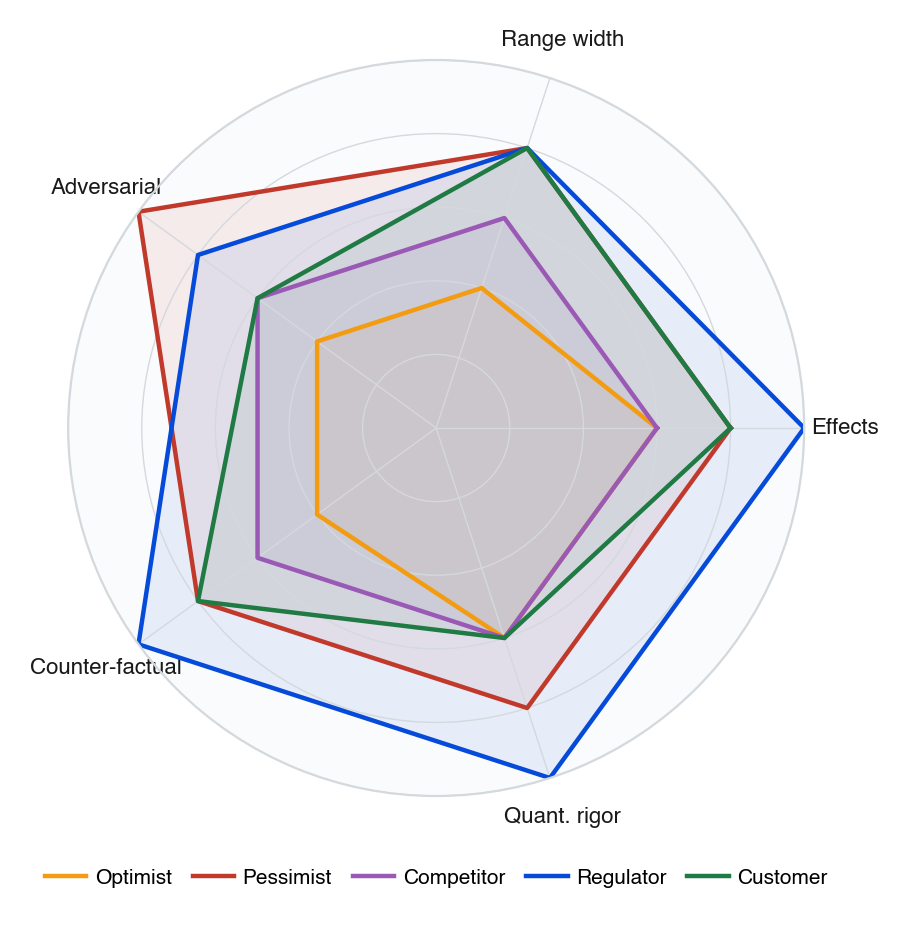 Range width
Adversarial
Effects
Counter-factual
Quant. rigor
Optimist Pessimist Competitor Regulator Customer